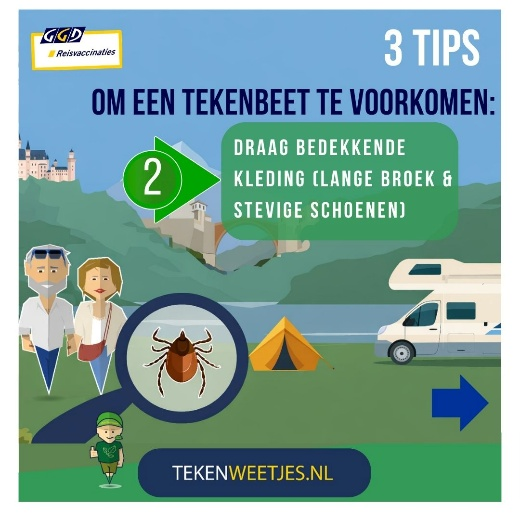 GGD
Reisvaccinaties
3 TIPS
OM EEN TEKENBEET TE VOORKOMEN:
2
DRAAG BEDEKKENDE
KLEDING (LANGE BROEK &
STEVIGE SCHOENEN)
TEKENWEETJES.NL